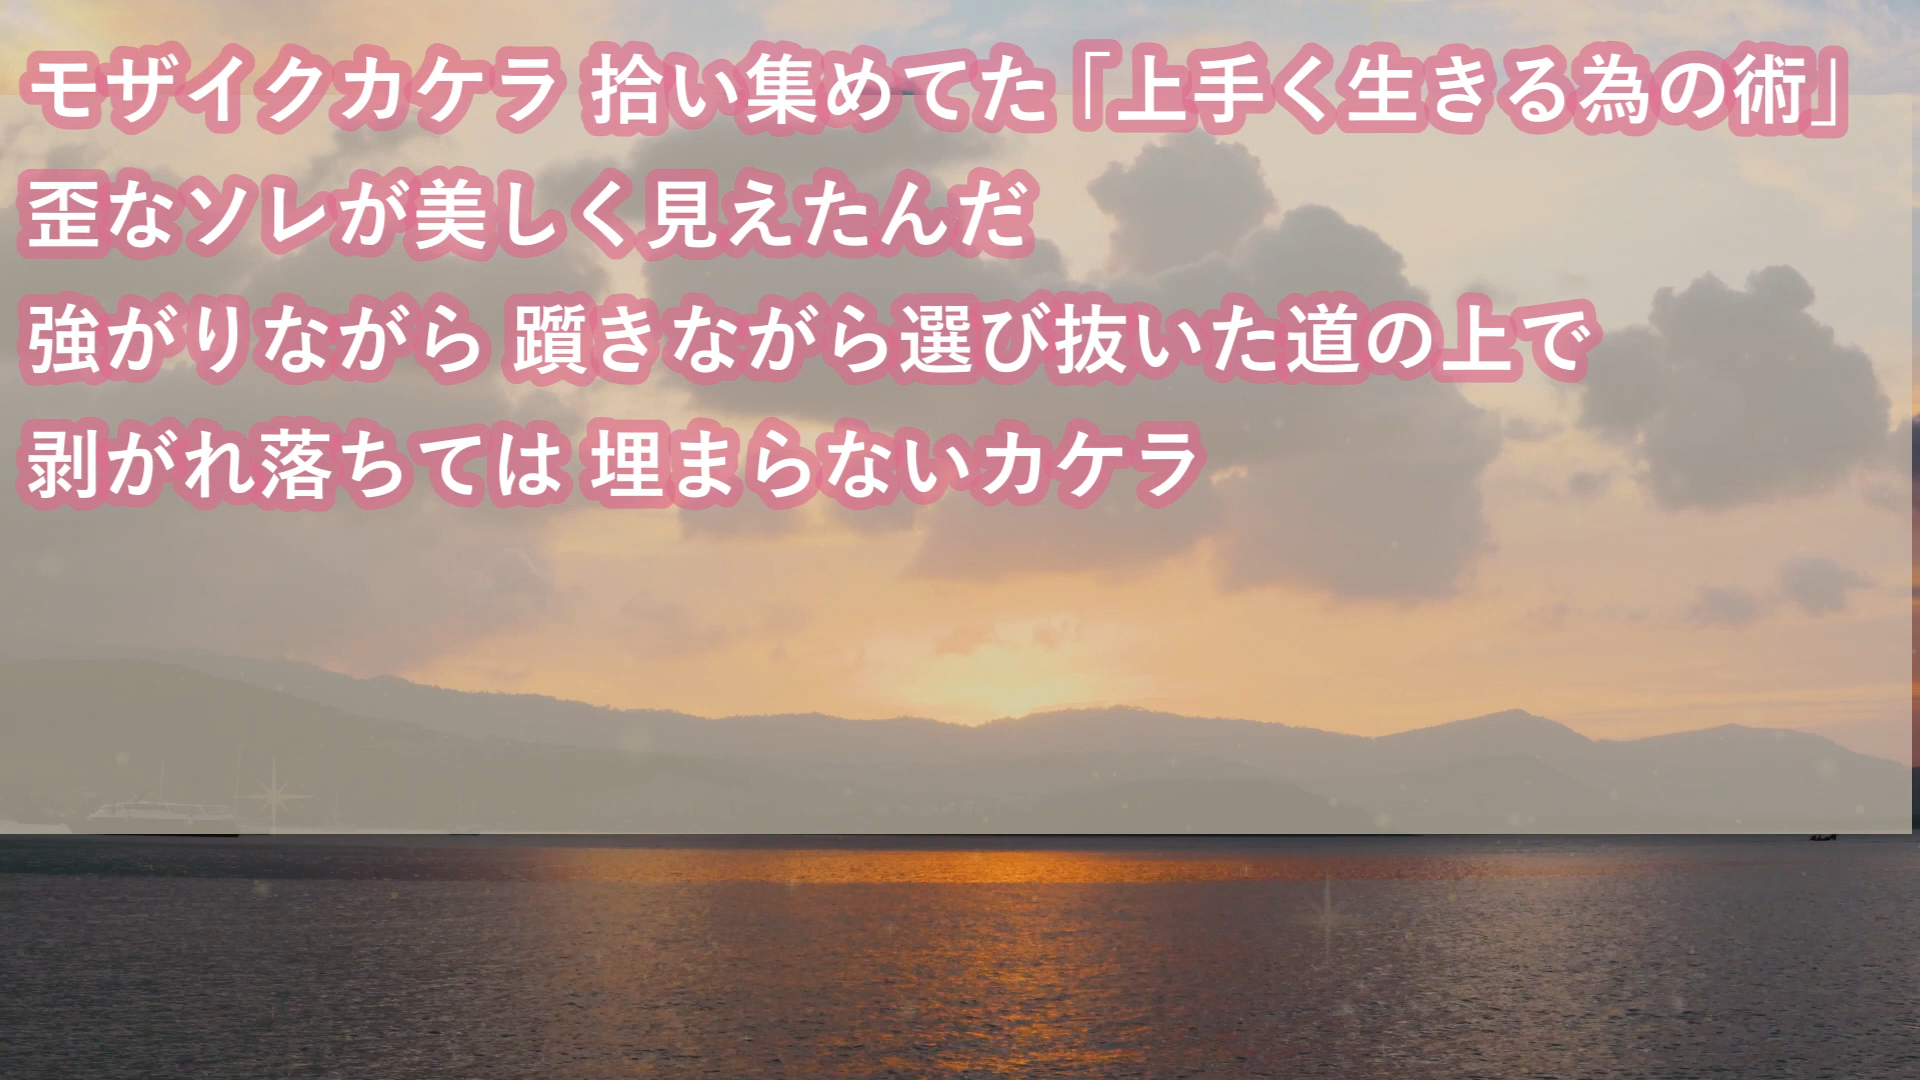 モザイクカケラ 拾い集めてた「上手く生きる為の術」
歪なソレが美しく見えたんだ
強がりながら 躓きながら選び抜いた道の上で
剥がれ落ちては 埋まらないカケラ